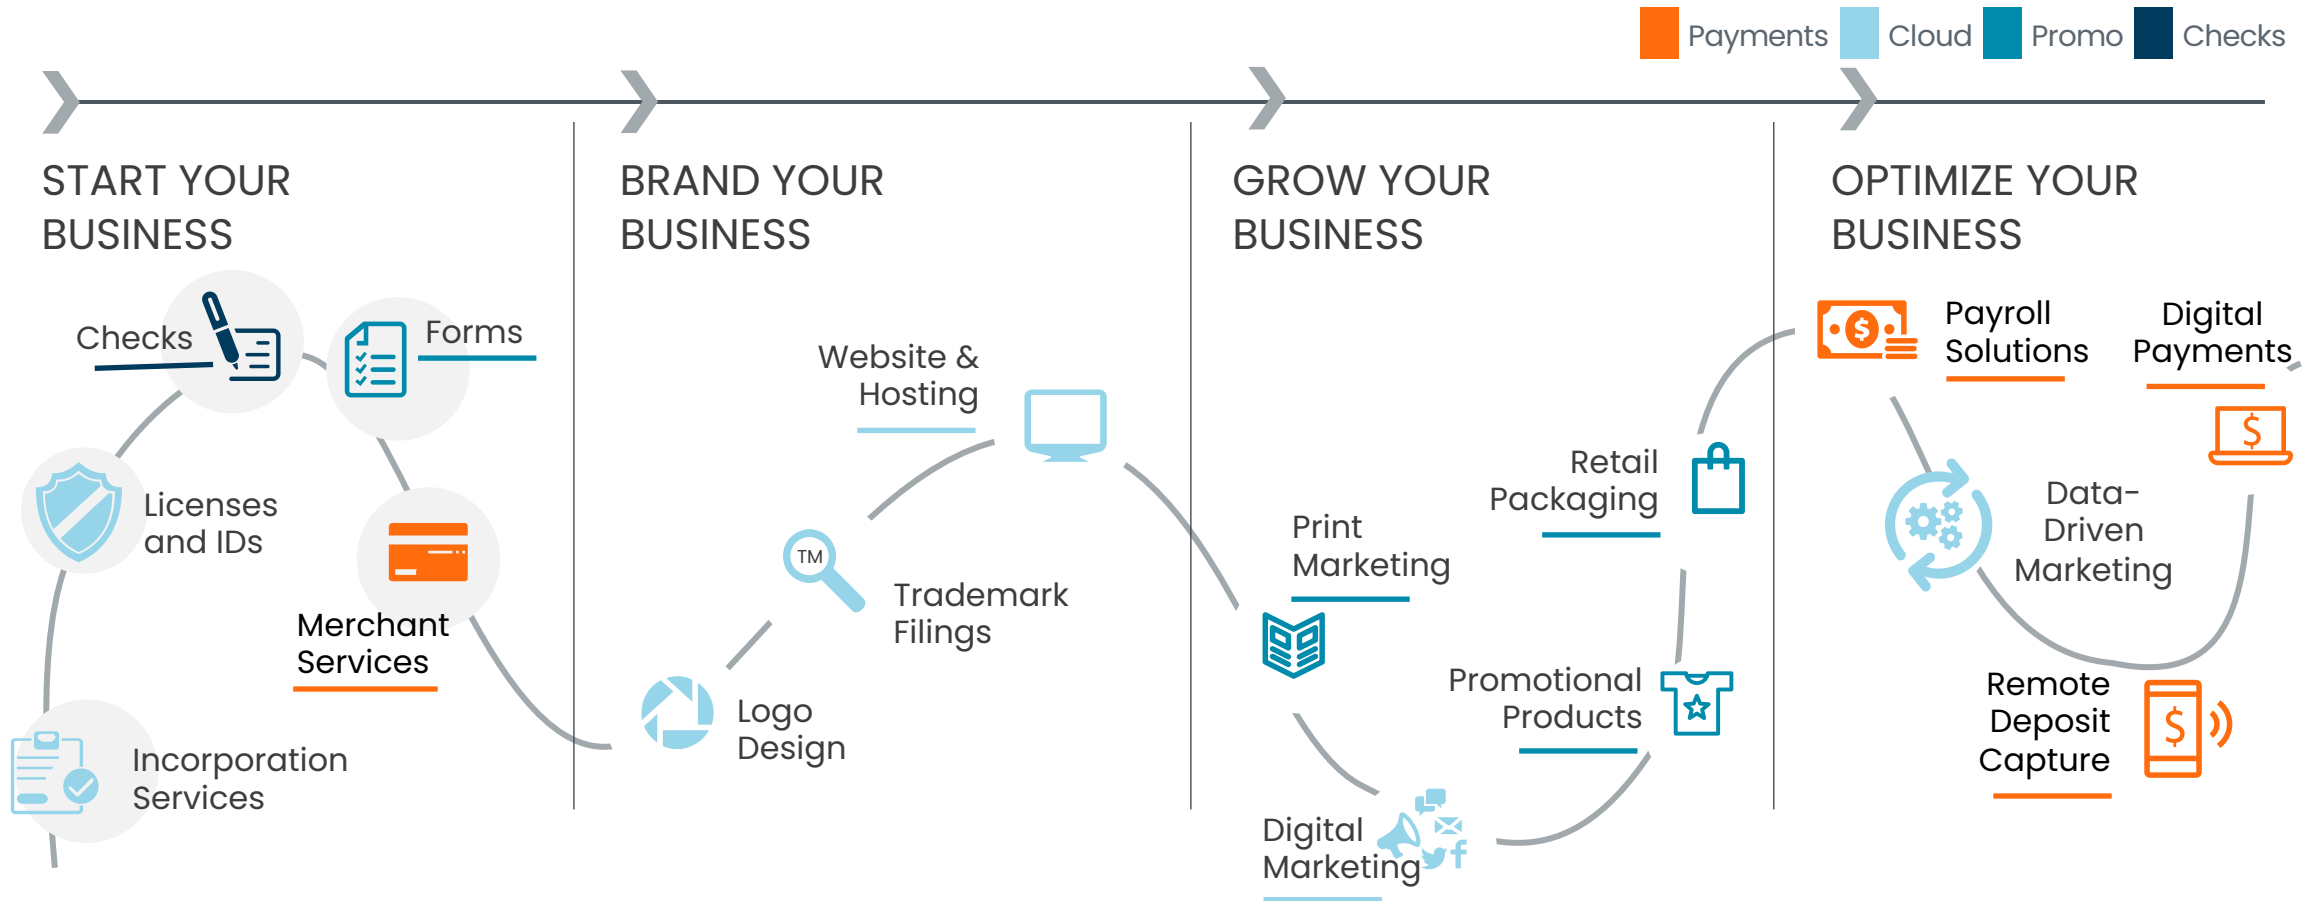 Payments
Cloud
Promo
Checks
START YOUR
BUSINESS
BRAND YOUR
BUSINESS
GROW YOUR
BUSINESS
OPTIMIZE YOUR
BUSINESS
Checks
Forms
Licenses
and IDs
Merchant
Services
Incorporation
Services
Website &
Hosting
TM
Trademark
Filings
Logo
Design
Print
Marketing
Retail
Packaging
Promotional
Products
Digital
Marketing
Payroll
Solutions
$
Digital
Payments
$
Data-
Driven
Marketing
Remote
Deposit
Capture
$